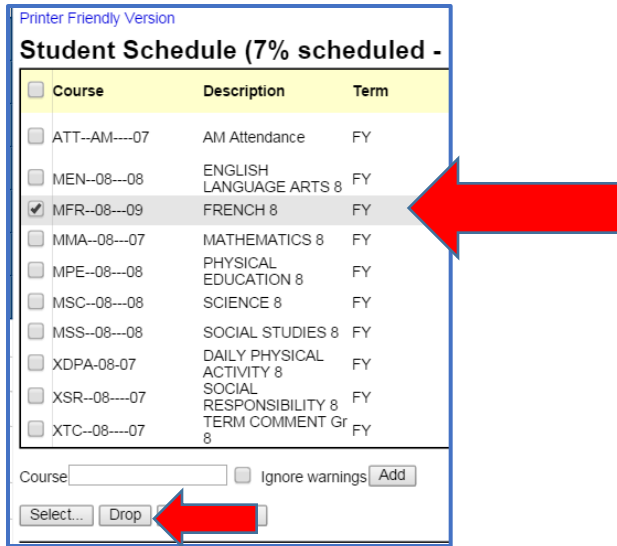 Printer Friendly Version
Student Schedule (7% scheduled -
Course Description Term
ATT--AM----07 AM Attendance FY
MEN--08---08 ENGLISH LANGUAGE ARTS 8 FY
MFR--08---09 FRENCH 8 FY
MMA--08---07 MATHEMATICS 8 FY
MPE--08---08 PHYSICAL EDUCATION 8 FY
MSC--08---08 SCIENCE 8 FY
MSS--08---08 SOCIAL STUDIES 8 FY
XDPA-08-07 DAILY PHYSICAL ACTIVITY 8 FY
XSR--08----07 SOCIAL RESPONSIBILITY 8 FY
XTC--08----07 TERM COMMENT Gr 8 FY
Course Ignore warnings Add
Select... Drop